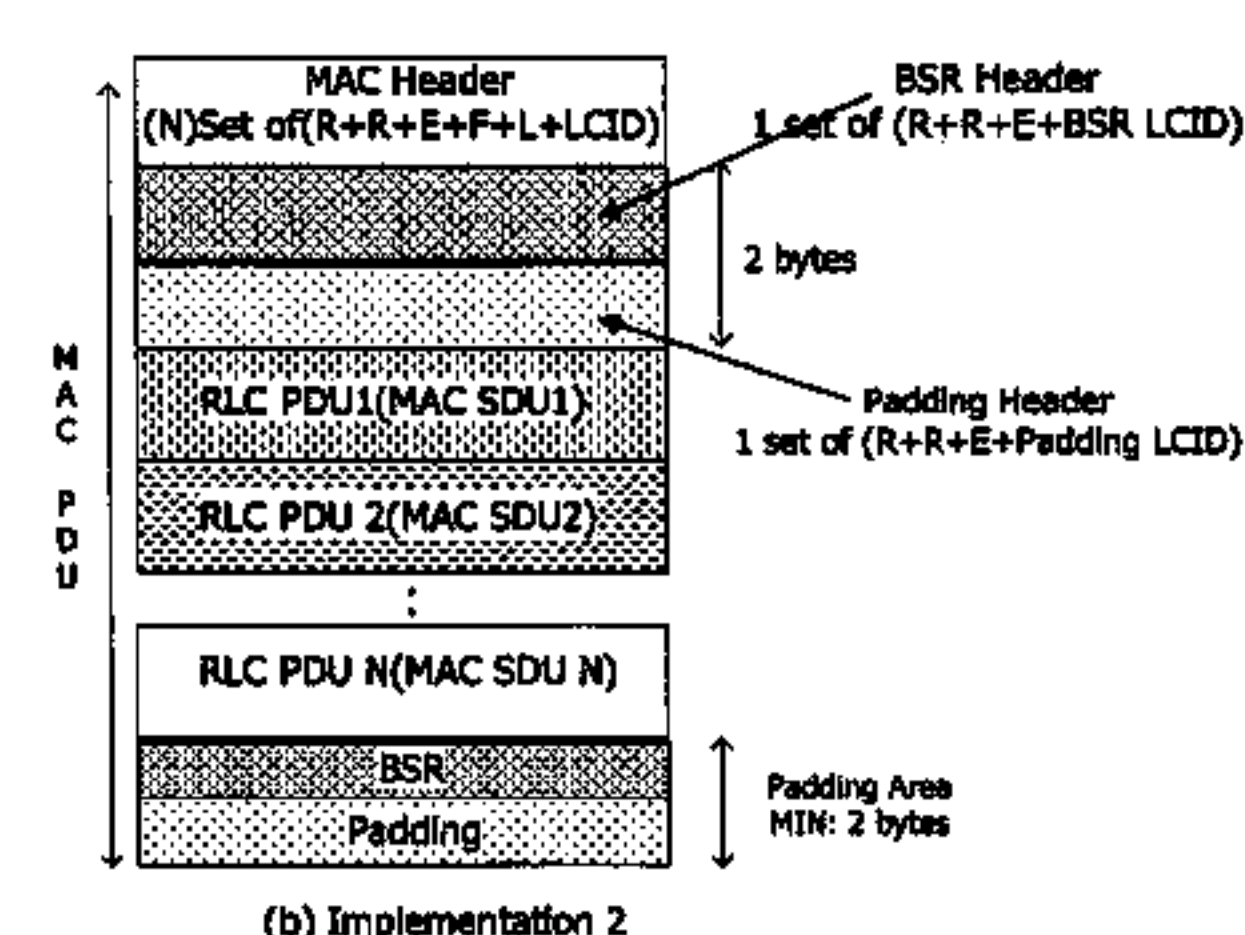 MAC Header
(N)Set of(R+R+E+F+L+LCID)
BSR Header
1 set of (R+R+E+BSR LCID)
2 bytes
MAC PDU
RLC PDU1(MAC SDU1)
Padding Header
1 set of (R+R+E+Padding LCID)
RLC PDU 2(MAC SDU2)
:
RLC PDU N(MAC SDU N)
BSR
Padding
Padding Area
MIN: 2 bytes
(b) Implementation 2